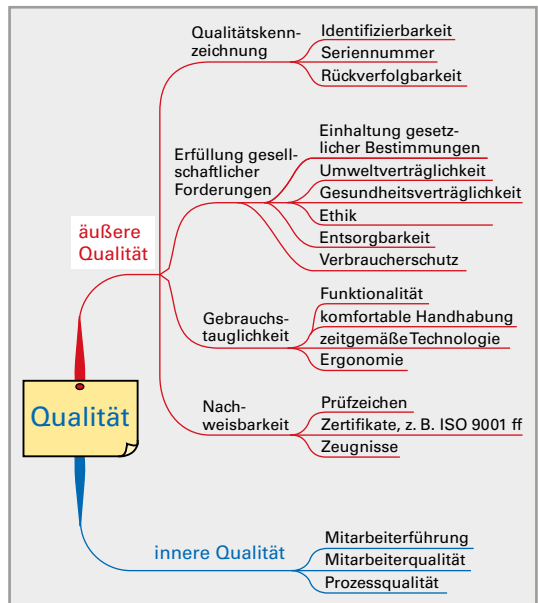 Qualitätskenn-
zeichnung
Identifizierbarkeit
Seriennummer
Rückverfolgbarkeit
Erfüllung gesell-
schaftlicher
Forderungen
Einhaltung gesetz-
licher Bestimmungen
Umweltverträglichkeit
Gesundheitsverträglichkeit
Ethik
Entsorgbarkeit
Verbraucherschutz
äußere
Qualität
Gebrauchs-
tauglichkeit
Funktionalität
komfortable Handhabung
zeitgemäße Technologie
Ergonomie
Nach-
weisbarkeit
Prüfzeichen
Zertifikate, z. B. ISO 9001 ff
Zeugnisse
Qualität
innere Qualität
Mitarbeiterführung
Mitarbeiterqualität
Prozessqualität